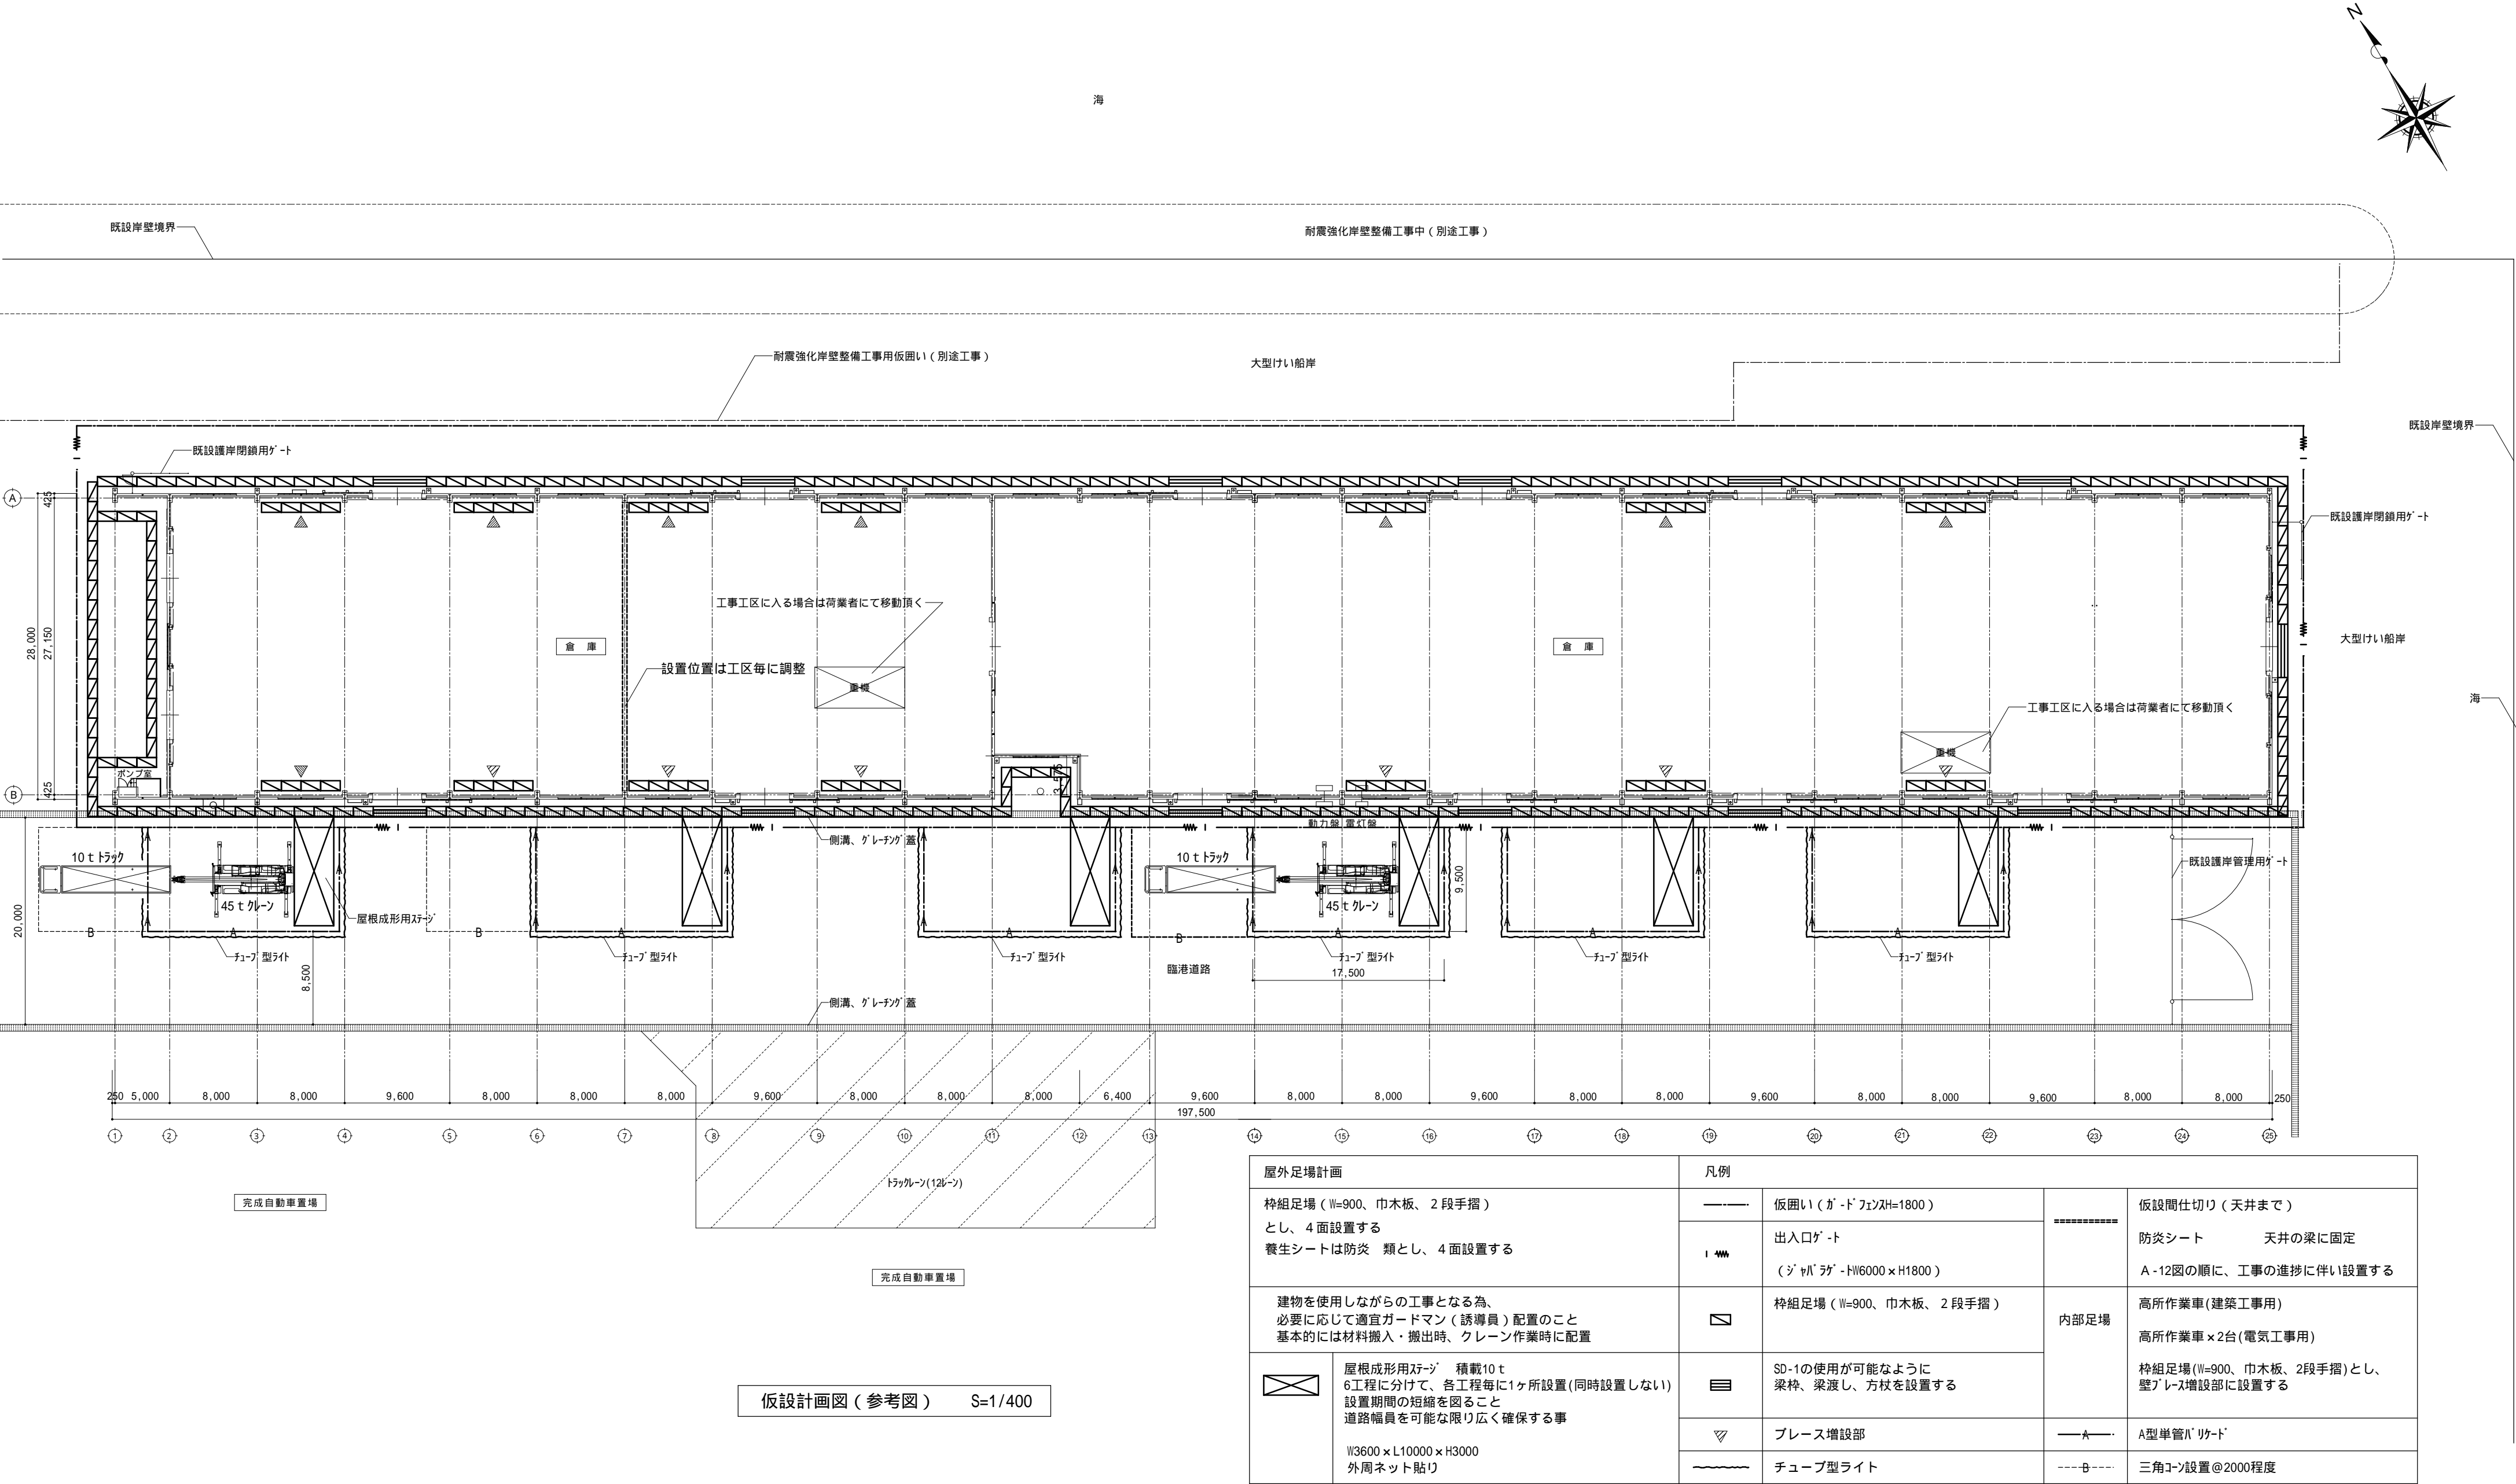 N
海
既設岸壁境界
耐震強化岸壁整備工事中(別途工事)
耐震強化岸壁整備工事用仮囲い(別途工事)
大型けい船岸
既設岸壁境界
既設護岸閉鎖用ゲート
A
425
既設護岸閉鎖用ゲート
工事工区に入る場合は荷業者にて移動頂く
28,000
27,150
倉 庫
倉 庫
大型けい船岸
設置位置は工区毎に調整
重機
海
工事工区に入る場合は荷業者にて移動頂く
重機
ポンプ室
B
425
動力盤 電灯盤
側溝、グレーチング蓋
10tトラック
10tトラック
既設護岸管理用ゲート
45tクレーン
45tクレーン
9,500
屋根成形用ステージ
20,000
B A B A A B A A A
チューブ型ライト
チューブ型ライト
チューブ型ライト
チューブ型ライト
チューブ型ライト
チューブ型ライト
8,500
臨港道路
17,500
側溝、グレーチング蓋
250 5,000 8,000 8,000 9,600 8,000 8,000 8,000 9,600 8,000 8,000 8,000 6,400 9,600 8,000 8,000 9,600 8,000 8,000 9,600 8,000 8,000 9,600 8,000 8,000 250
197,500
1 2 3 4 5 6 7 8 9 10 11 12 13 14 15 16 17 18 19 20 21 22 23 24 25
トラックレーン(12レーン)
完成自動車置場
完成自動車置場
仮設計画図(参考図) S=1/400
屋外足場計画
枠組足場(W=900、巾木板、2段手摺)
とし、4面設置する
養生シートは防炎 類とし、4面設置する
建物を使用しながらの工事となる為、
必要に応じて適宜ガードマン(誘導員)配置のこと
基本的には材料搬入・搬出時、クレーン作業時に配置
屋根成形用ステージ 積載10t
6工程に分けて、各工程毎に1ヶ所設置(同時設置しない)
設置期間の短縮を図ること
道路幅員を可能な限り広く確保する事
W3600×L10000×H3000
外周ネット貼り
凡例
仮囲い(ガードフェンスH=1800)
出入口ゲート
(ジャバラゲートW6000×H1800)
枠組足場(W=900、巾木板、2段手摺)
SD-1の使用が可能なように
梁枠、梁渡し、方杖を設置する
ブレース増設部
チューブ型ライト
仮設間仕切り(天井まで)
防炎シート 天井の梁に固定
A-12図の順に、工事の進捗に伴い設置する
内部足場
高所作業車(建築工事用)
高所作業車×2台(電気工事用)
枠組足場(W=900、巾木板、2段手摺)とし、
壁ブレース増設部に設置する
A
A型単管バリケード
B
三角コーン設置@2000程度